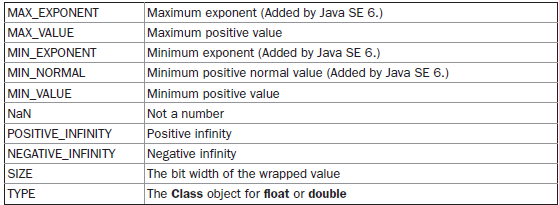 MAX_EXPONENT Maximum exponent (Added by Java SE 6.)
MAX_VALUE Maximum positive value
MIN_EXPONENT Minimum exponent (Added by Java SE 6.)
MIN_NORMAL Minimum positive normal value (Added by Java SE 6.)
MIN_VALUE Minimum positive value
NaN Not a number
POSITIVE_INFINITY Positive infinity
NEGATIVE_INFINITY Negative infinity
SIZE The bit width of the wrapped value
TYPE The Class object for float or double